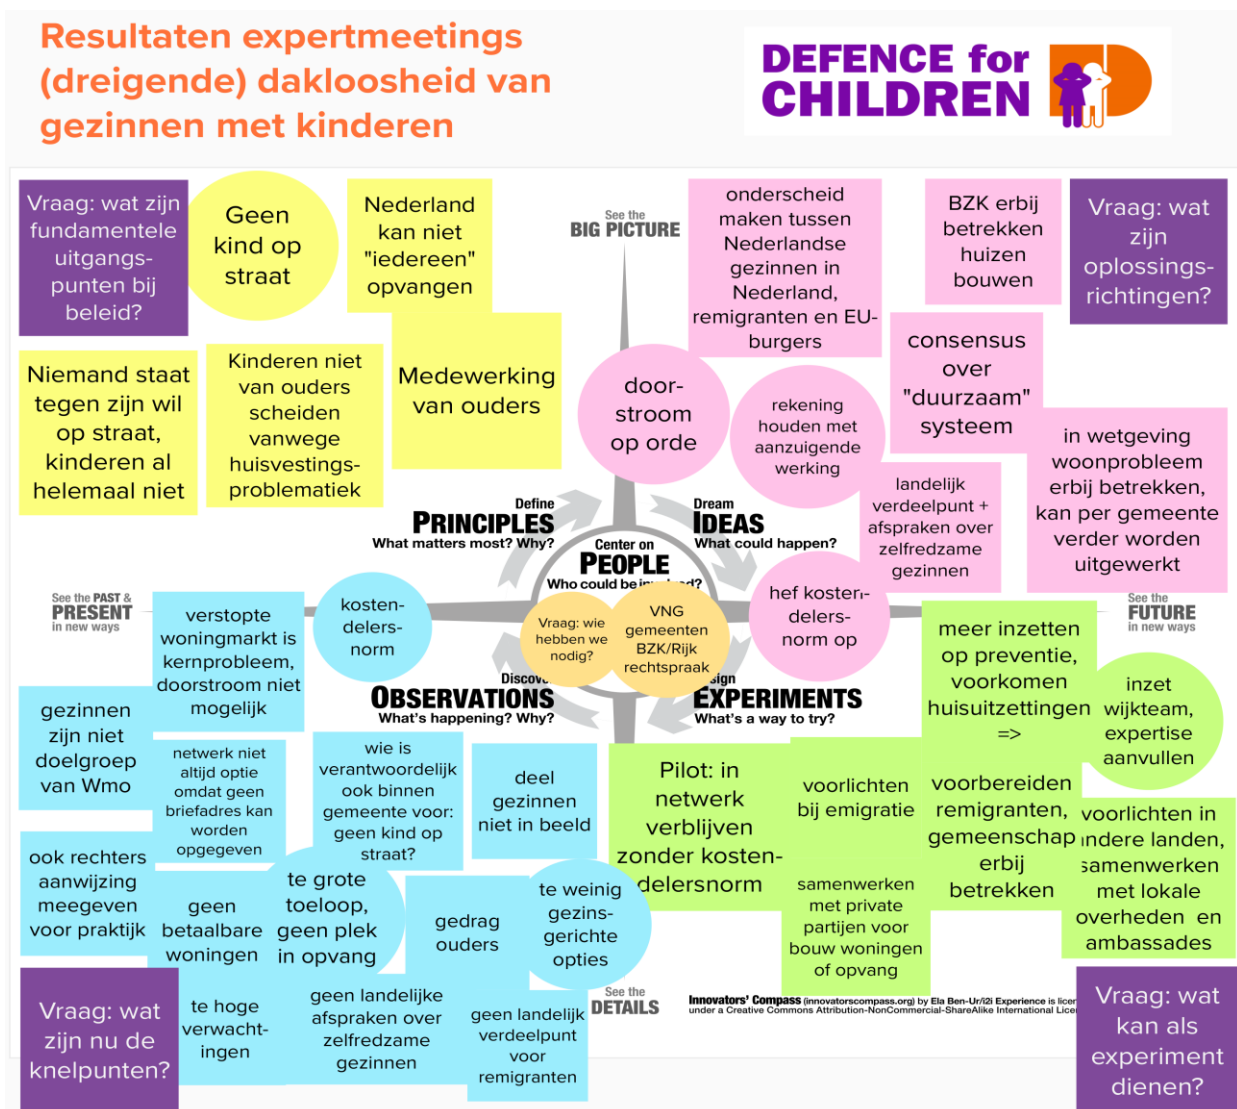 Resultaten expertmeetings
(dreigende) dakloosheid van
gezinnen met kinderen
DEFENCE for
CHILDREN
Vraag: wat zijn
fundamentele
uitgangs-
punten bij
beleid?
Geen
kind op
straat
Nederland
kan niet
"iedereen"
opvangen
Niemand staat
tegen zijn wil
op straat,
kinderen al
helemaal niet
Kinderen niet
van ouders
scheiden
vanwege
huisvestings-
problematiek
Medewerking
van ouders
See the
BIG PICTURE
onderscheid
maken tussen
Nederlandse
gezinnen in
Nederland,
remigranten en EU-
burgers
BZK erbij
betrekken
huizen
bouwen
Vraag: wat
zijn
oplossings-
richtingen?
door-
stroom
op orde
rekening
houden met
aanzuigende
werking
consensus
over
"duurzaam"
systeem
in wetgeving
woonprobleem
erbij betrekken,
kan per gemeente
verder worden
uitgewerkt
landelijk
verdeelpunt +
afspraken over
zelfredzame
gezinnen
hef kosten-
delers-
norm op
Define
PRINCIPLES
What matters most? Why?
Dream
IDEAS
What could happen?
Center on
PEOPLE
Who could be involved?
Vraag: wie
hebben we
nodig?
VNG
gemeenten
BZK/Rijk
rechtspraak
See the PAST &
PRESENT
in new ways
See the
FUTURE
in new ways
Discove
OBSERVATIONS
What's happening? Why?
sign
EXPERIMENTS
What's a way to try?
verstopte
woningmarkt is
kernprobleem,
doorstroom niet
mogelijk
kosten-
delers-
norm
gezinnen
zijn niet
doelgroep
van Wmo
netwerk niet
altijd optie
omdat geen
briefadres kan
worden
opgegeven
wie is
verantwoordelijk
ook binnen
gemeente voor:
geen kind op
straat?
deel
gezinnen
niet in beeld
ook rechters
aanwijzing
meegeven
voor praktijk
geen
betaalbare
woningen
te grote
toeloop,
geen plek
in opvang
gedrag
ouders
te weinig
gezins-
gerichte
opties
Vraag: wat
zijn nu de
knelpunten?
te hoge
verwacht-
ingen
geen landelijke
afspraken over
zelfredzame
gezinnen
geen landelijk
verdeelpunt
voor
remigranten
See the
DETAILS
meer inzetten
op preventie,
voorkomen
huisuitzettingen
=>
voorbereiden
remigranten,
gemeenschap
erbij
betrekken
inzet
wijkteam,
expertise
aanvullen
Pilot: in
netwerk
verblijven
zonder kosten-
delersnorm
voorlichten
bij emigratie
samenwerken
met private
partijen voor
bouw woningen
of opvang
voorlichten in
andere landen,
samenwerken
met lokale
overheden en
ambassades
Innovators' Compass (innovatorscompass.org) by Ela Ben-Ur/i2i Experience is licen
under a Creative Commons Attribution-NonCommercial-ShareAlike International Licen
Vraag: wat
kan als
experiment
dienen?